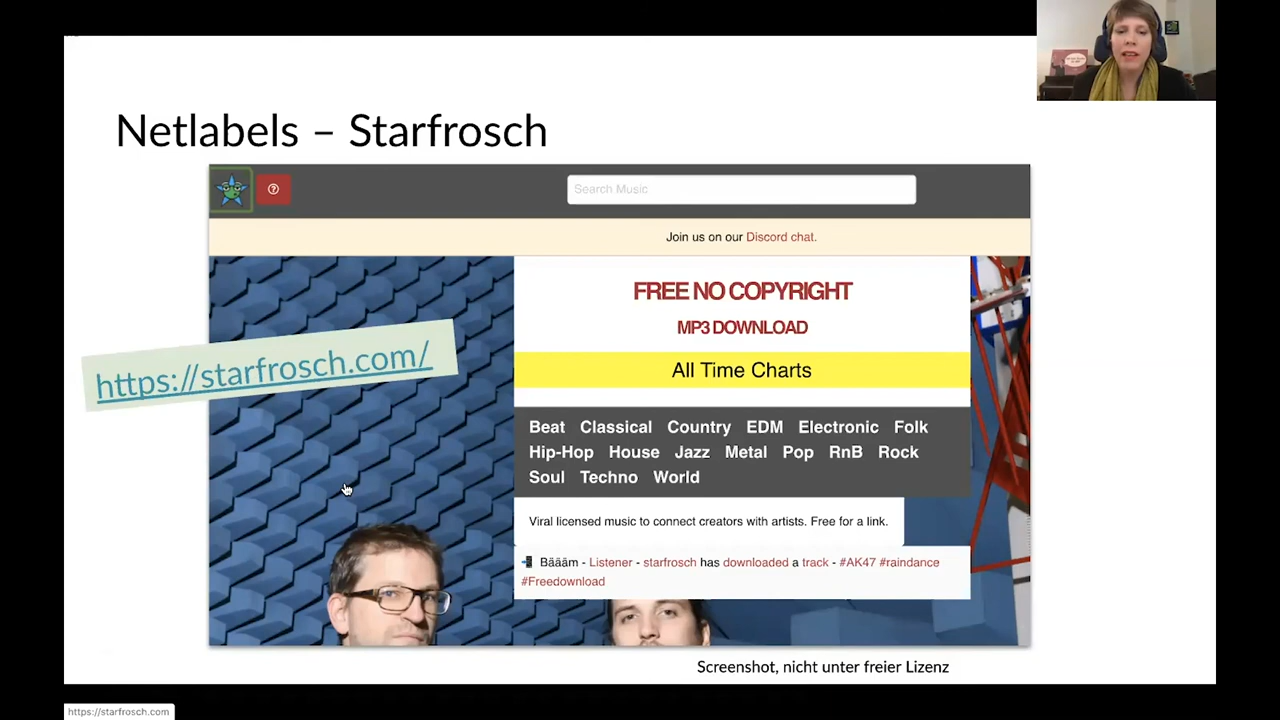 Netlabels – Starfrosch
Search Music
Join us on our Discord chat.
FREE NO COPYRIGHT
MP3 DOWNLOAD
https://starfrosch.com/
All Time Charts
Beat Classical Country EDM Electronic Folk
Hip-Hop House Jazz Metal Pop RnB Rock
Soul Techno World
Viral licensed music to connect creators with artists. Free for a link.
Bääâm - Listener - starfrosch has downloaded a track - #AK47 #raindance
#Freedownload
Screenshot, nicht unter freier Lizenz
https://starfrosch.com